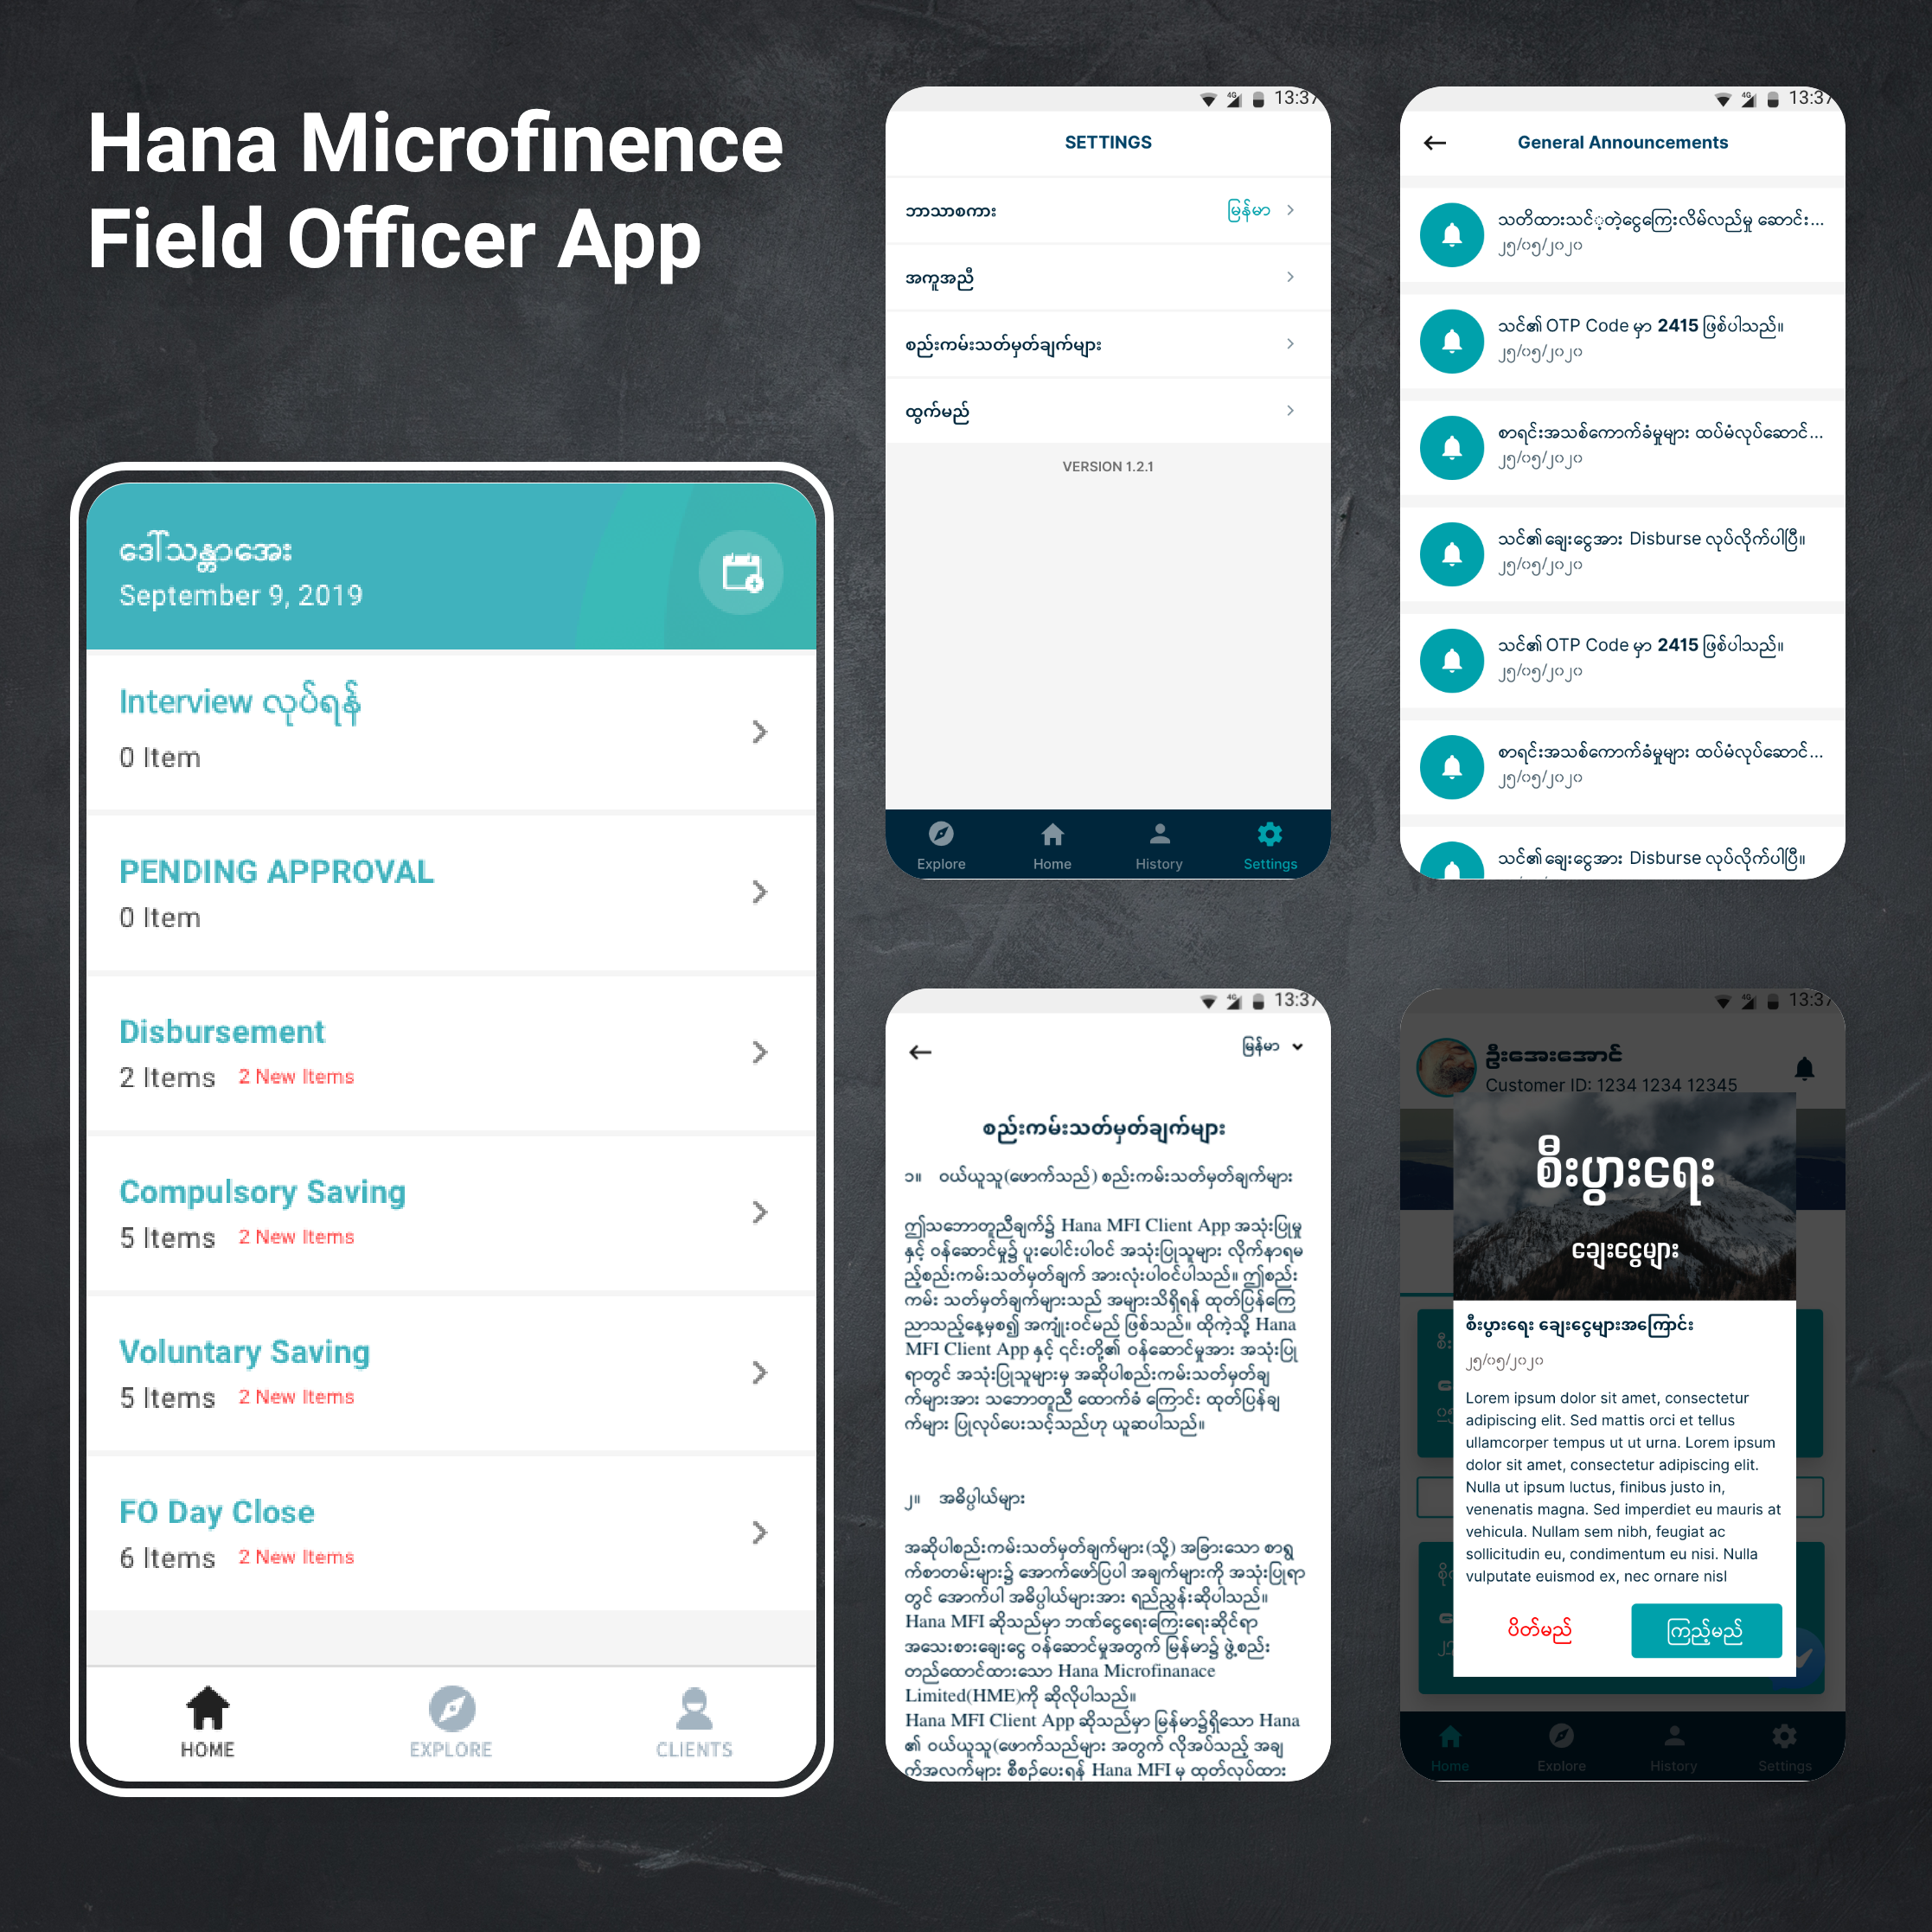 Hana Microfinence
Field Officer App
ဒေါ်သန္တာအေး
September 9, 2019
Interview လုပ်ရန်
0 Item
PENDING APPROVAL
0 Item
Disbursement
2 Items 2 New Items
Compulsory Saving
5 Items 2 New Items
Voluntary Saving
5 Items 2 New Items
FO Day Close
6 Items 2 New Items
HOME EXPLORE CLIENTS
4G 13:37
SETTINGS
ဘာသာစကား မြန်မာ
အကူအညီ
စည်းကမ်းသတ်မှတ်ချက်များ
ထွက်မည်
VERSION 1.2.1
Explore Home History Settings
4G 13:37
General Announcements
သတိထားသင့်တဲ့ငွေကြေးလိမ်လည်မှု ဆောင်း...
၂၅/၀၅/၂၀၂၀
သင်၏ OTP Code မှာ 2415 ဖြစ်ပါသည်။
၂၅/၀၅/၂၀၂၀
စာရင်းအသစ်ကောက်ခံမှုများ ထပ်မံလုပ်ဆောင်...
၂၅/၀၅/၂၀၂၀
သင်၏ချေးငွေအား Disburse လုပ်လိုက်ပါပြီ။
၂၅/၀၅/၂၀၂၀
သင်၏ OTP Code မှာ 2415 ဖြစ်ပါသည်။
၂၅/၀၅/၂၀၂၀
စာရင်းအသစ်ကောက်ခံမှုများ ထပ်မံလုပ်ဆောင်...
၂၅/၀၅/၂၀၂၀
သင်၏ချေးငွေအား Disburse လုပ်လိုက်ပါပြီ။
4G 13:37
မြန်မာ
စည်းကမ်းသတ်မှတ်ချက်များ
၁။ ဝယ်ယူသူ(ဖောက်သည်) စည်းကမ်းသတ်မှတ်ချက်များ
ဤသဘောတူညီချက်၌ Hana MFI Client App အသုံးပြုမှု
နှင့် ဝန်ဆောင်မှု၌ ပူးပေါင်းပါဝင် အသုံးပြုသူများ လိုက်နာရမ
ည့်စည်းကမ်းသတ်မှတ်ချက် အားလုံးပါဝင်ပါသည်။ ဤစည်း
ကမ်း သတ်မှတ်ချက်များသည် အများသိရှိရန် ထုတ်ပြန်ကြေ
ညာသည့်နေ့မှစ၍ အကျုံးဝင်မည် ဖြစ်သည်။ ထိုကဲ့သို့ Hana
MFI Client App နှင့် ၎င်းတို့၏ ဝန်ဆောင်မှုအား အသုံးပြု
ရာတွင် အသုံးပြုသူများမှ အဆိုပါစည်းကမ်းသတ်မှတ်ချ
က်များအား သဘောတူညီ ထောက်ခံ ကြောင်း ထုတ်ပြန်ချ
က်များ ပြုလုပ်ပေးသင့်သည်ဟု ယူဆပါသည်။
၂။ အဓိပ္ပါယ်များ
အဆိုပါစည်းကမ်းသတ်မှတ်ချက်များ(သို့) အခြားသော စာရွ
က်စာတမ်းများ၌ အောက်ဖော်ပြပါ အချက်များကို အသုံးပြုရာ
တွင် အောက်ပါ အဓိပ္ပါယ်များအား ရည်ညွှန်းဆိုပါသည်။
Hana MFI ဆိုသည်မှာ ဘဏ်ငွေရေးကြေးရေးဆိုင်ရာ
အသေးစားချေးငွေ ဝန်ဆောင်မှုအတွက် မြန်မာ၌ ဖွဲ့စည်း
တည်ထောင်ထားသော Hana Microfinanace
Limited(HME)ကို ဆိုလိုပါသည်။
Hana MFI Client App ဆိုသည်မှာ မြန်မာ၌ရှိသော Hana
၏ ဝယ်ယူသူ(ဖောက်သည်များ အတွက် လိုအပ်သည့် အချ
က်အလက်များ စီစဉ်ပေးရန် Hana MFI မှ ထုတ်လုပ်ထား
4G 13:37
ဦးအေးအောင်
Customer ID: 1234 1234 12345
စီးပွားရေး
ချေးငွေများ
စီးပွားရေး ချေးငွေများအကြောင်း
၂၅/၀၅/၂၀၂၀
Lorem ipsum dolor sit amet, consectetur
adipiscing elit. Sed mattis orci et tellus
ullamcorper tempus ut ut urna. Lorem ipsum
dolor sit amet, consectetur adipiscing elit.
Nulla ut ipsum luctus, finibus justo in,
venenatis magna. Sed imperdiet eu mauris at
vehicula. Nullam sem nibh, feugiat ac
sollicitudin eu, condimentum eu nisi. Nulla
vulputate euismod ex, nec ornare nisl
ပိတ်မည် ကြည့်မည်
Home Explore History Settings